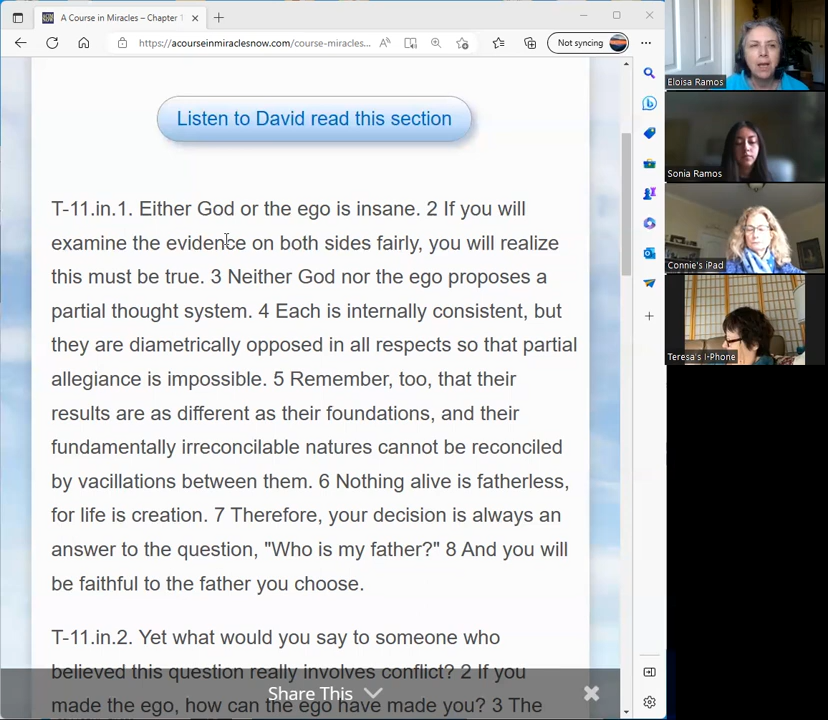 A Course in Miracles – Chapter 1
https://acourseinmiraclesnow.com/course-miracles...
Not syncing
Listen to David read this section
T-11.in.1. Either God or the ego is insane. 2 If you will
examine the evidence on both sides fairly, you will realize
this must be true. 3 Neither God nor the ego proposes a
partial thought system. 4 Each is internally consistent, but
they are diametrically opposed in all respects so that partial
allegiance is impossible. 5 Remember, too, that their
results are as different as their foundations, and their
fundamentally irreconcilable natures cannot be reconciled
by vacillations between them. 6 Nothing alive is fatherless,
for life is creation. 7 Therefore, your decision is always an
answer to the question, "Who is my father?" 8 And you will
be faithful to the father you choose.
T-11.in.2. Yet what would you say to someone who
believed this question really involves conflict? 2 If you
made the ego, how can the ego have made you? 3 The
Share This
Eloisa Ramos
Sonia Ramos
Connie's iPad
Teresa's I-Phone